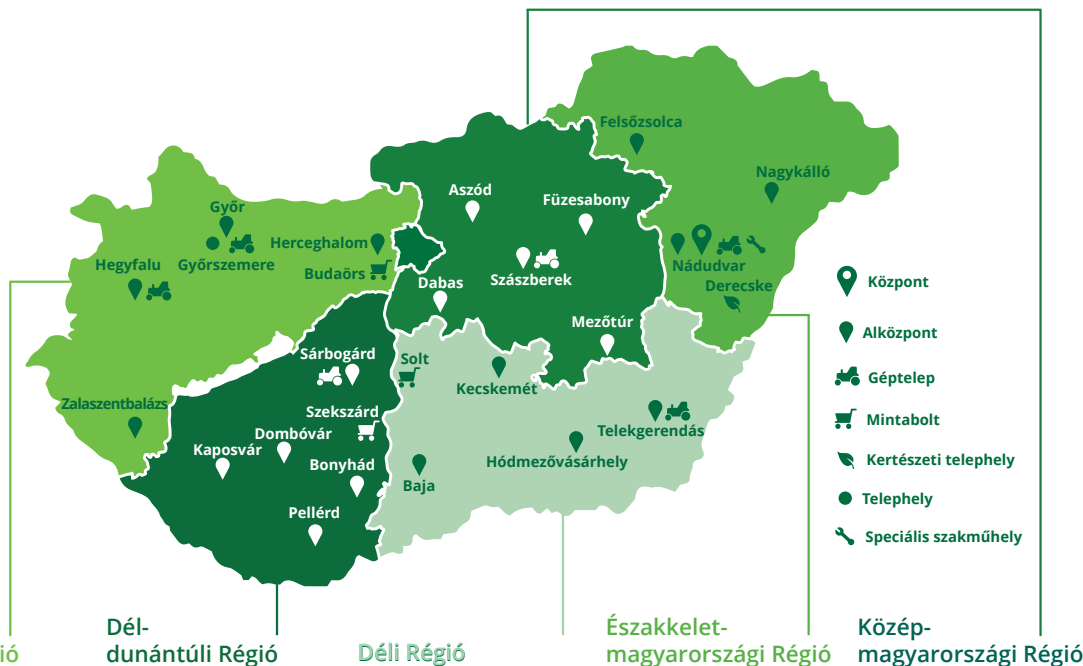 Felsőzsolca
Nagykálló
Aszód
Füzesabony
Győr
Herceghalom
Győrszemere
Hegyfalu
Budaörs
Nádudvar
Derecske
Szászberek
Dabas
Mezőtúr
Sárbogárd
Solt
Kecskemét
Zalaszentbalázs
Szekszárd
Dombóvár
Kaposvár
Bonyhád
Telekgerendás
Hódmezővásárhely
Baja
Pellérd
Központ
Alközpont
Géptelep
Mintabolt
Kertészeti telephely
Telephely
Speciális szakműhely
ió
Dél-
dunántúli Régió
Déli Régió
Északkelet-
magyarországi Régió
Közép-
magyarországi Régió